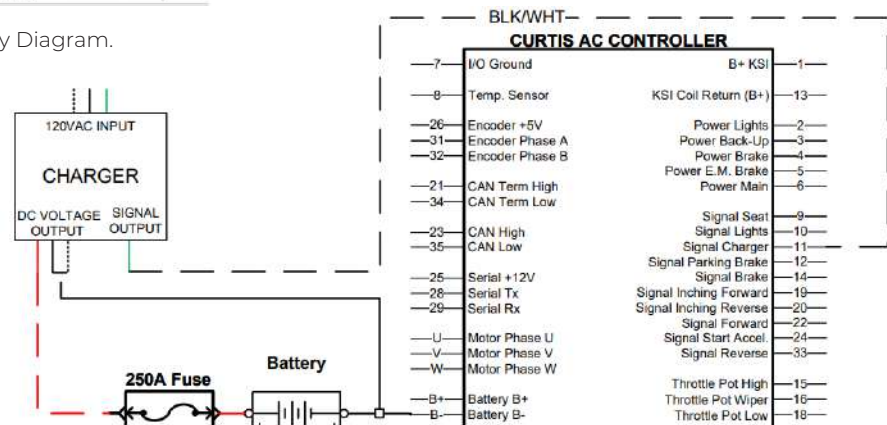 BLK/WHT
y Diagram.
CURTIS AC CONTROLLER
7 I/O Ground B+ KSI 1
8 Temp. Sensor KSI Coil Return (B+) 13
120VAC INPUT
CHARGER
DC VOLTAGE OUTPUT
SIGNAL OUTPUT
26 Encoder +5V Power Lights 2
31 Encoder Phase A Power Back-Up 3
32 Encoder Phase B Power Brake 4
Power E.M. Brake 5
21 CAN Term High Power Main 6
34 CAN Term Low
Signal Seat 9
23 CAN High Signal Lights 10
35 CAN Low Signal Charger 11
Signal Parking Brake 12
25 Serial +12V Signal Brake 14
28 Serial Tx Signal Inching Forward 19
29 Serial Rx Signal Inching Reverse 20
Signal Forward 22
U Motor Phase U Signal Start Accel. 24
V Motor Phase V Signal Reverse 33
W Motor Phase W
Battery
250A Fuse
Throttle Pot High 15
B+ Battery B+ Throttle Pot Wiper 16
B- Battery B- Throttle Pot Low 18